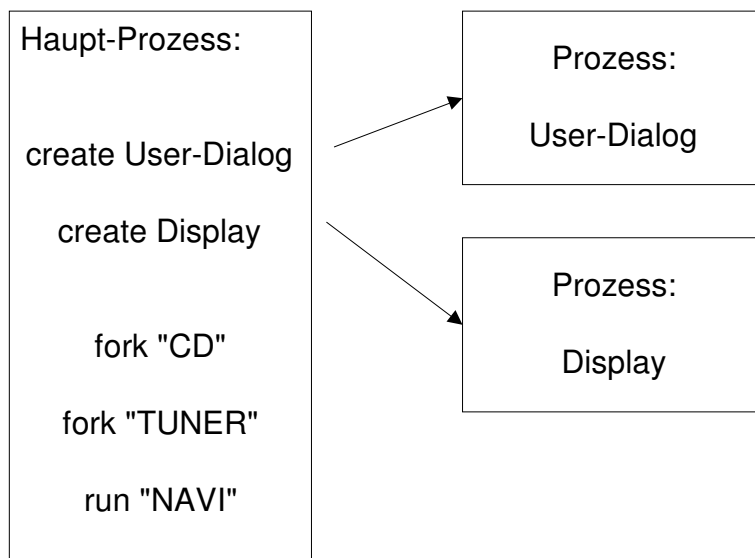 Haupt-Prozess:
create User-Dialog
create Display
fork "CD"
fork "TUNER"
run "NAVI"
Prozess:
User-Dialog
Prozess:
Display